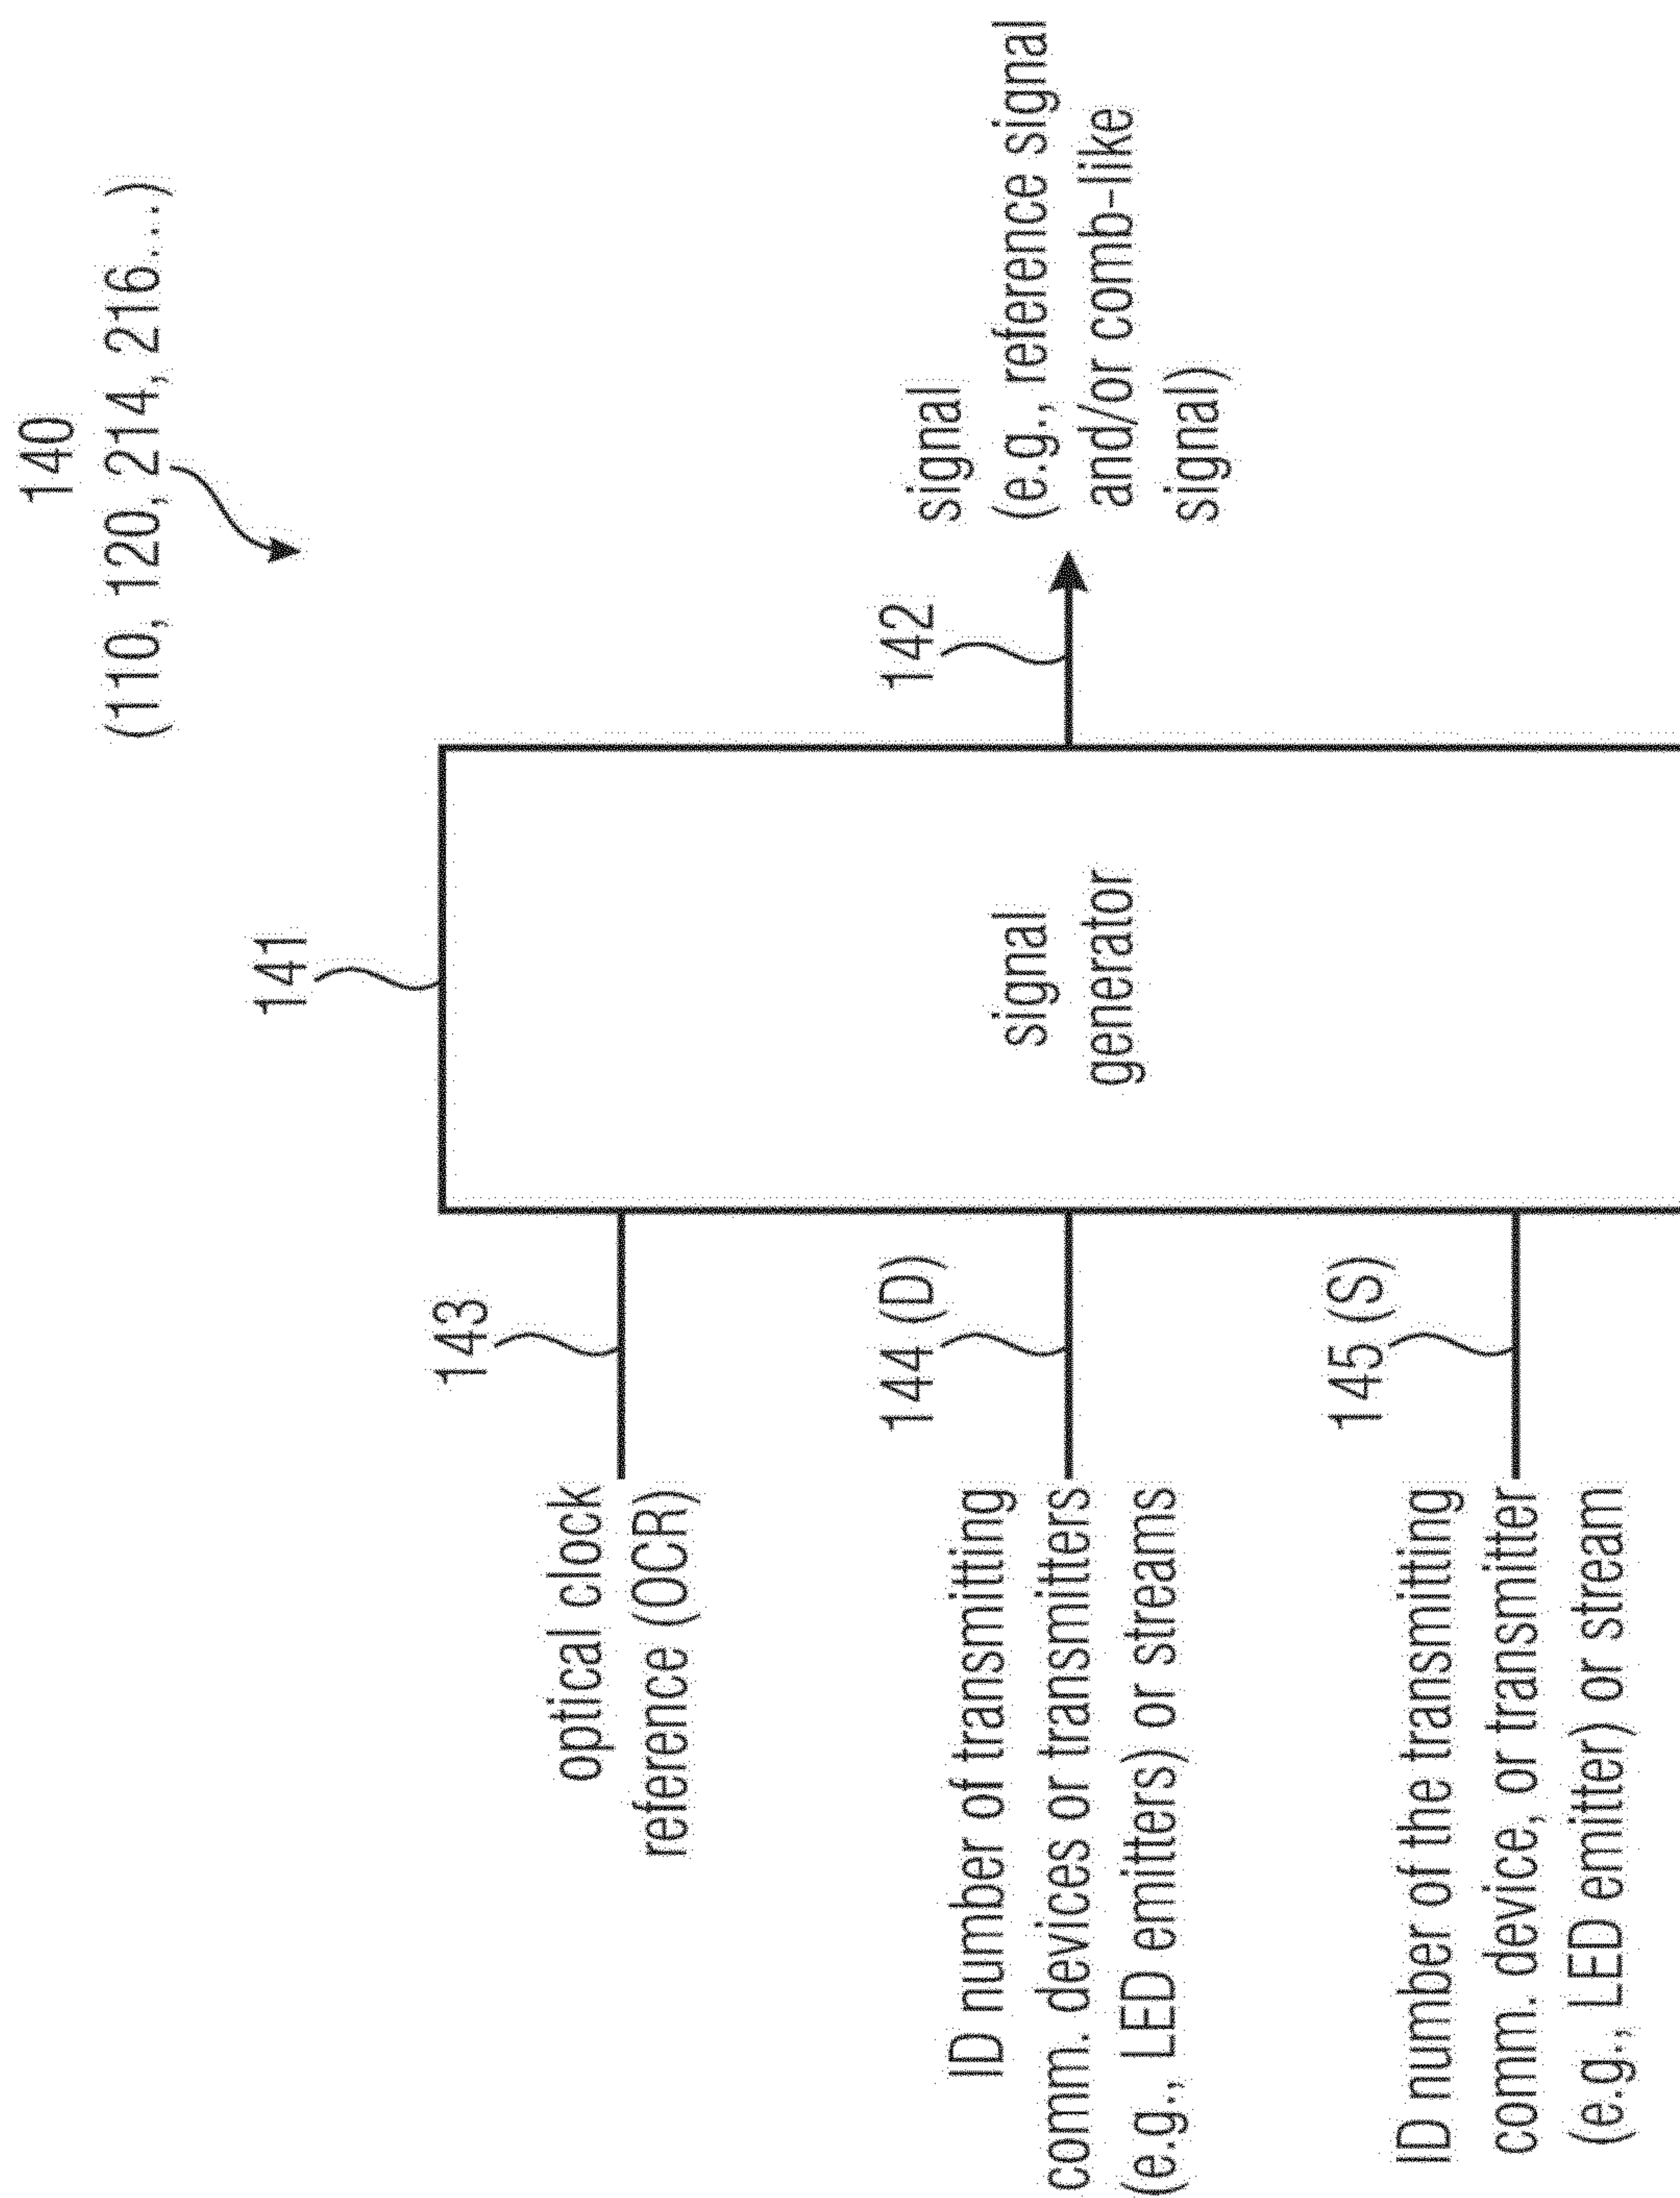 140
(110, 120, 214, 216...)
141
142
signal
(e.g., reference signal
and/or comb-like
signal)
signal
generator
143
optical clock
reference (OCR)
144 (D)
ID number of transmitting
comm. devices or transmitters
(e.g., LED emitters) or streams
145 (S)
ID number of the transmitting
comm. device, or transmitter
(e.g., LED emitter) or stream